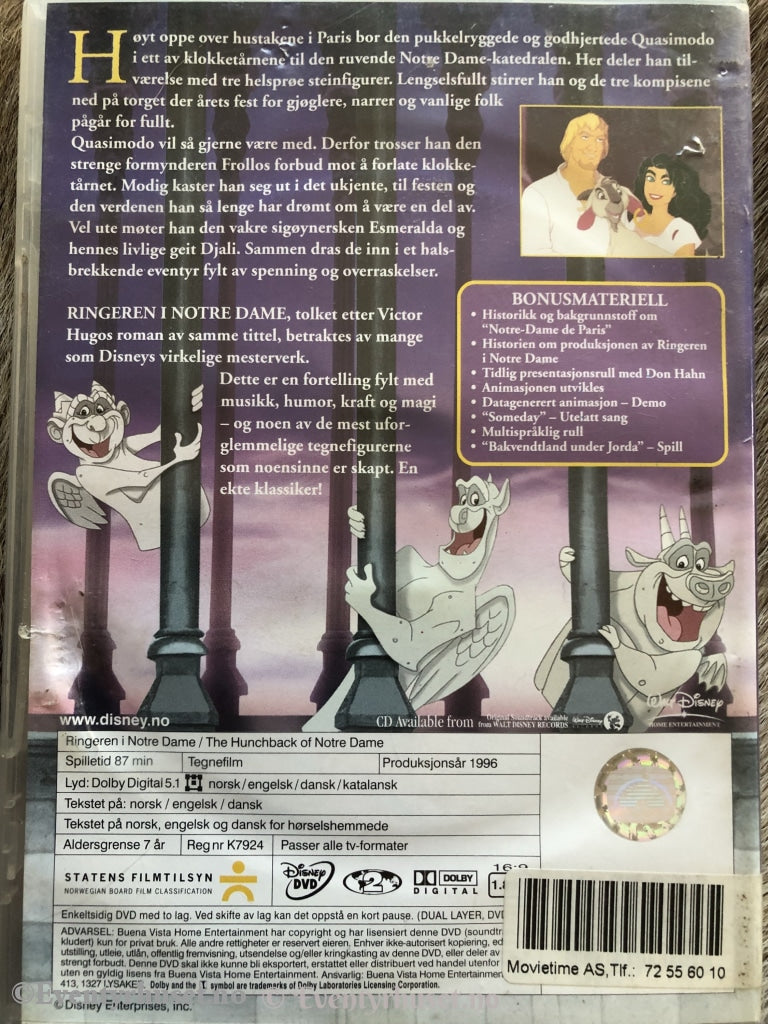 Høyt oppe over hustakene i Paris bor den pukkelryggede og godhjertede Quasimodo
i ett av klokketårnene til den ruvende Notre Dame-katedralen. Her deler han til-
værelse med tre helsprøe steinfigurer. Lengselsfullt stirrer han og de tre kompisene
ned på torget der årets fest for gjøglere, narrer og vanlige folk
pågår for fullt.
Quasimodo vil så gjerne være med. Derfor trosser han den
strenge formynderen Frollos forbud mot å forlate klokke-
tårnet. Modig kaster han seg ut i det ukjente, til festen og
den verdenen han så lenge har drømt om å være en del av.
Vel ute møter han den vakre sigøynersken Esmeralda og
hennes livlige geit Djali. Sammen dras de inn i et hals-
brekkende eventyr fylt av spenning og overraskelser.
RINGEREN I NOTRE DAME, tolket etter Victor
Hugos roman av samme tittel, betraktes av mange
som Disneys virkelige mesterverk.
Dette er en fortelling fylt med
musikk, humor, kraft og magi
– og noen av de mest ufor-
glemmelige tegnefigurene
som noensinne er skapt. En
ekte klassiker!
BONUSMATERIELL
• Historikk og bakgrunnstoff om
“Notre-Dame de Paris”
• Historien om produksjonen av Ringeren
i Notre Dame
• Tidlig presentasjonsrull med Don Hahn
• Animasjonen utvikles
• Datagenerert animasjon – Demo
• “Someday” – Utelatt sang
• Multispråklig rull
• “Bakvendtland under Jorda” – Spill
www.disney.no
CD Available from
Original Soundtrack available
from WALT DISNEY RECORDS
Walt Disney
HOME ENTERTAINMENT
Ringeren i Notre Dame / The Hunchback of Notre Dame
Spilletid 87 min Tegnefilm Produksjonsår 1996
Lyd: Dolby Digital 5.1 norsk/engelsk/dansk/katalansk
Tekstet på: norsk / engelsk / dansk
Tekstet på norsk, engelsk og dansk for hørselshemmede
Aldersgrense 7 år Reg nr K7924 Passer alle tv-formater
STATENS FILMTILSYN
NORWEGIAN BOARD FILM CLASSIFICATION
Disney DVD
2
DOLBY
DIGITAL
16:9
Enkeltsidig DVD med to lag. Ved skifte av lag kan det oppstå en kort pause. (DUAL LAYER, DVD
ADVARSEL: Buena Vista Home Entertainment har copyright og har lisensiert denne DVD (soundtr
kludert) kun for privat bruk. Alle andre rettigheter er reservert eieren. Enhver ikke-autorisert kopiering, ed
utstilling, utleie, utlån, offentlig fremvisning, utsendelse og/eller kringkasting av denne DVD, eller deler av
strengt forbudt. Denne DVD skal ikke kunne bli eksportert, erstattet eller distribuert ved handel utenfor
uten en gyldig lisens fra Buena Vista Home Entertainment. Ansvarlig: Buena Vista Home Entertainmen
413, 1327 LYSAKER. Dolby and the symbol are trademarks of Dolby Laboratories Licensing Corporation.
©Disney Enterprises, Inc.
Movietime AS,Tlf.: 72 55 60 10